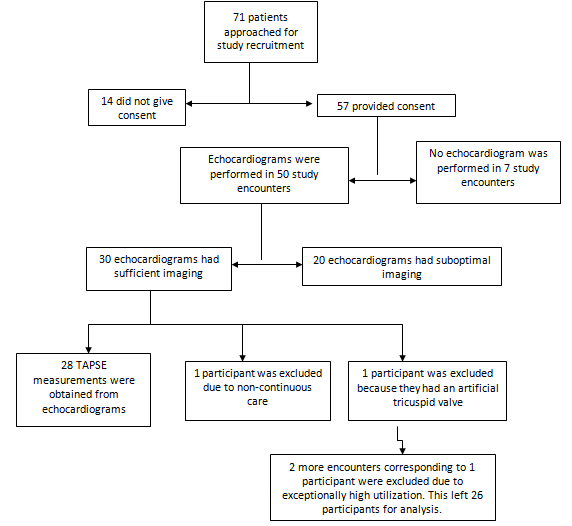 71 patients
approached for
study recruitment
14 did not give
consent
57 provided consent
Echocardiograms were
performed in 50 study
encounters
No echocardiogram was
performed in 7 study
encounters
30 echocardiograms had
sufficient imaging
20 echocardiograms had suboptimal
imaging
28 TAPSE
measurements were
obtained from
echocardiograms
1 participant was excluded
due to non-continuous
care
1 participant was excluded
because they had an artificial
tricuspid valve
2 more encounters corresponding to 1
participant were excluded due to
exceptionally high utilization. This left 26
participants for analysis.